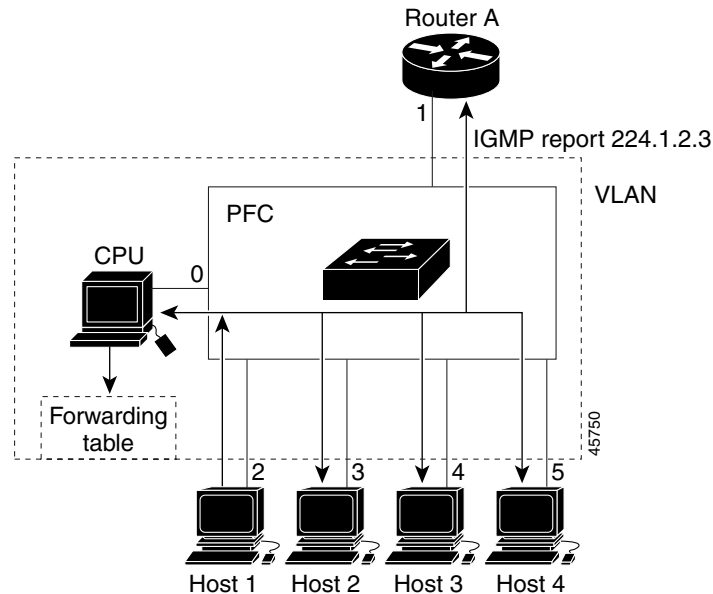 Router A
1
IGMP report 224.1.2.3
VLAN
PFC
CPU
0
Forwarding
table
45750
2
3
4
5
Host 1
Host 2
Host 3
Host 4